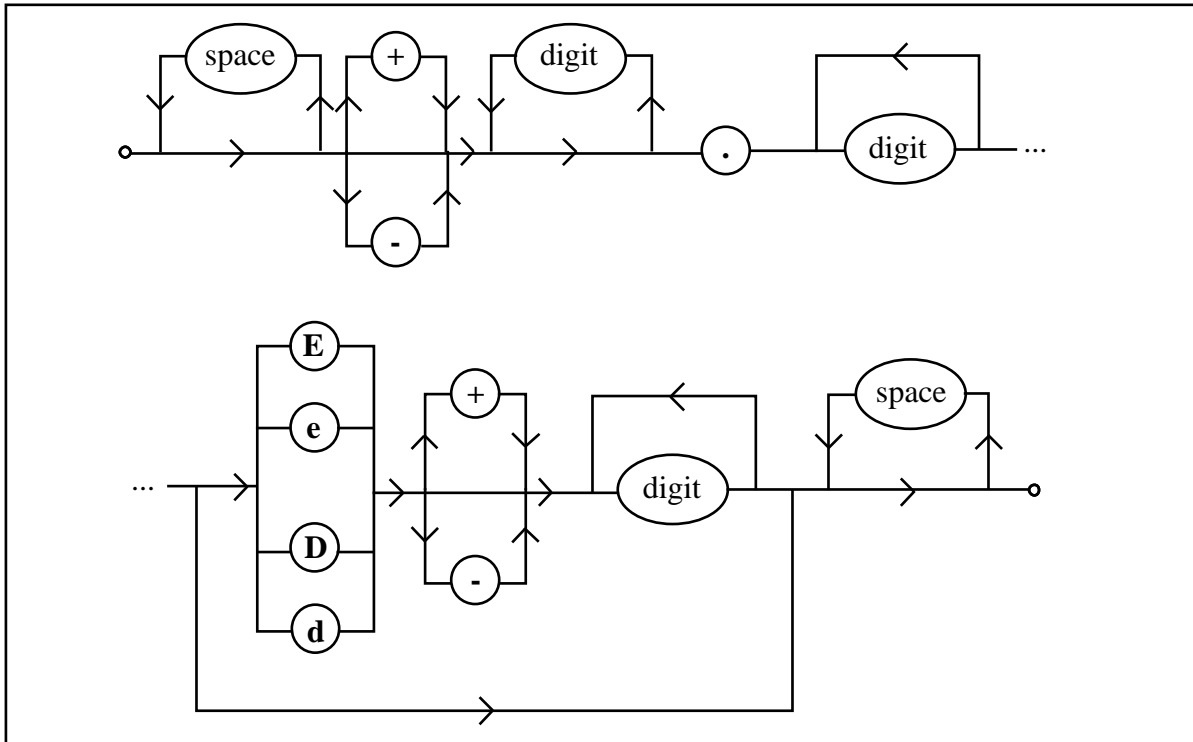 space + digit
. digit ...
-
E
e + space
... digit
D -
d